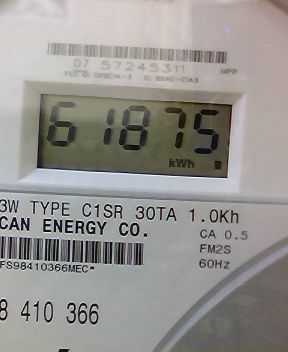 07 57245311
NPP
61875
kWh
3W TYPE C1SR 30TA 1.0Kh
CAN ENERGY CO.
CA 0.5
FM2S
60Hz
FS98410366MEC*
8 410 366